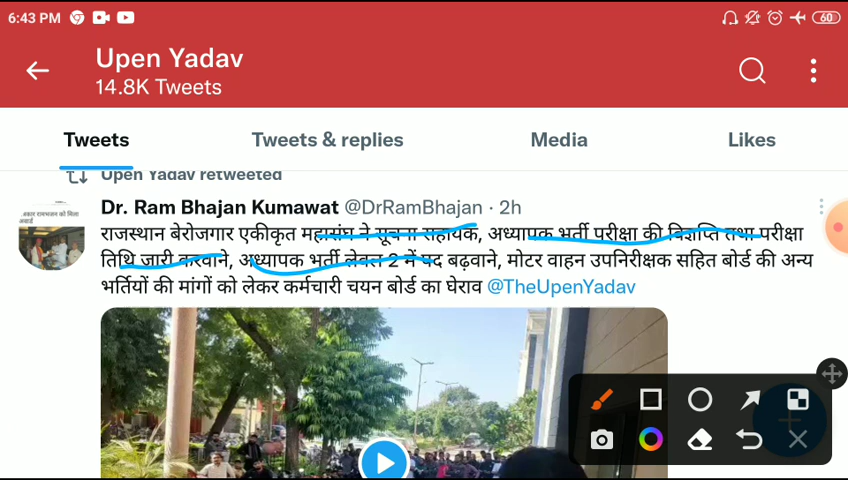 6:43 PM
60
Upen Yadav
14.8K Tweets
Tweets
Tweets & replies
Media
Likes
Upen Yadav retweeted
Dr. Ram Bhajan Kumawat @DrRamBhajan · 2h
राजस्थान बेरोजगार एकीकृत महासंघ ने सूचना सहायक, अध्यापक भर्ती परीक्षा की विज्ञप्ति तथा परीक्षा
तिथि जारी करवाने, अध्यापक भर्ती लेवल 2 में पद बढ़वाने, मोटर वाहन उपनिरीक्षक सहित बोर्ड की अन्य
भर्तियों की मांगों को लेकर कर्मचारी चयन बोर्ड का घेराव @TheUpenYadav